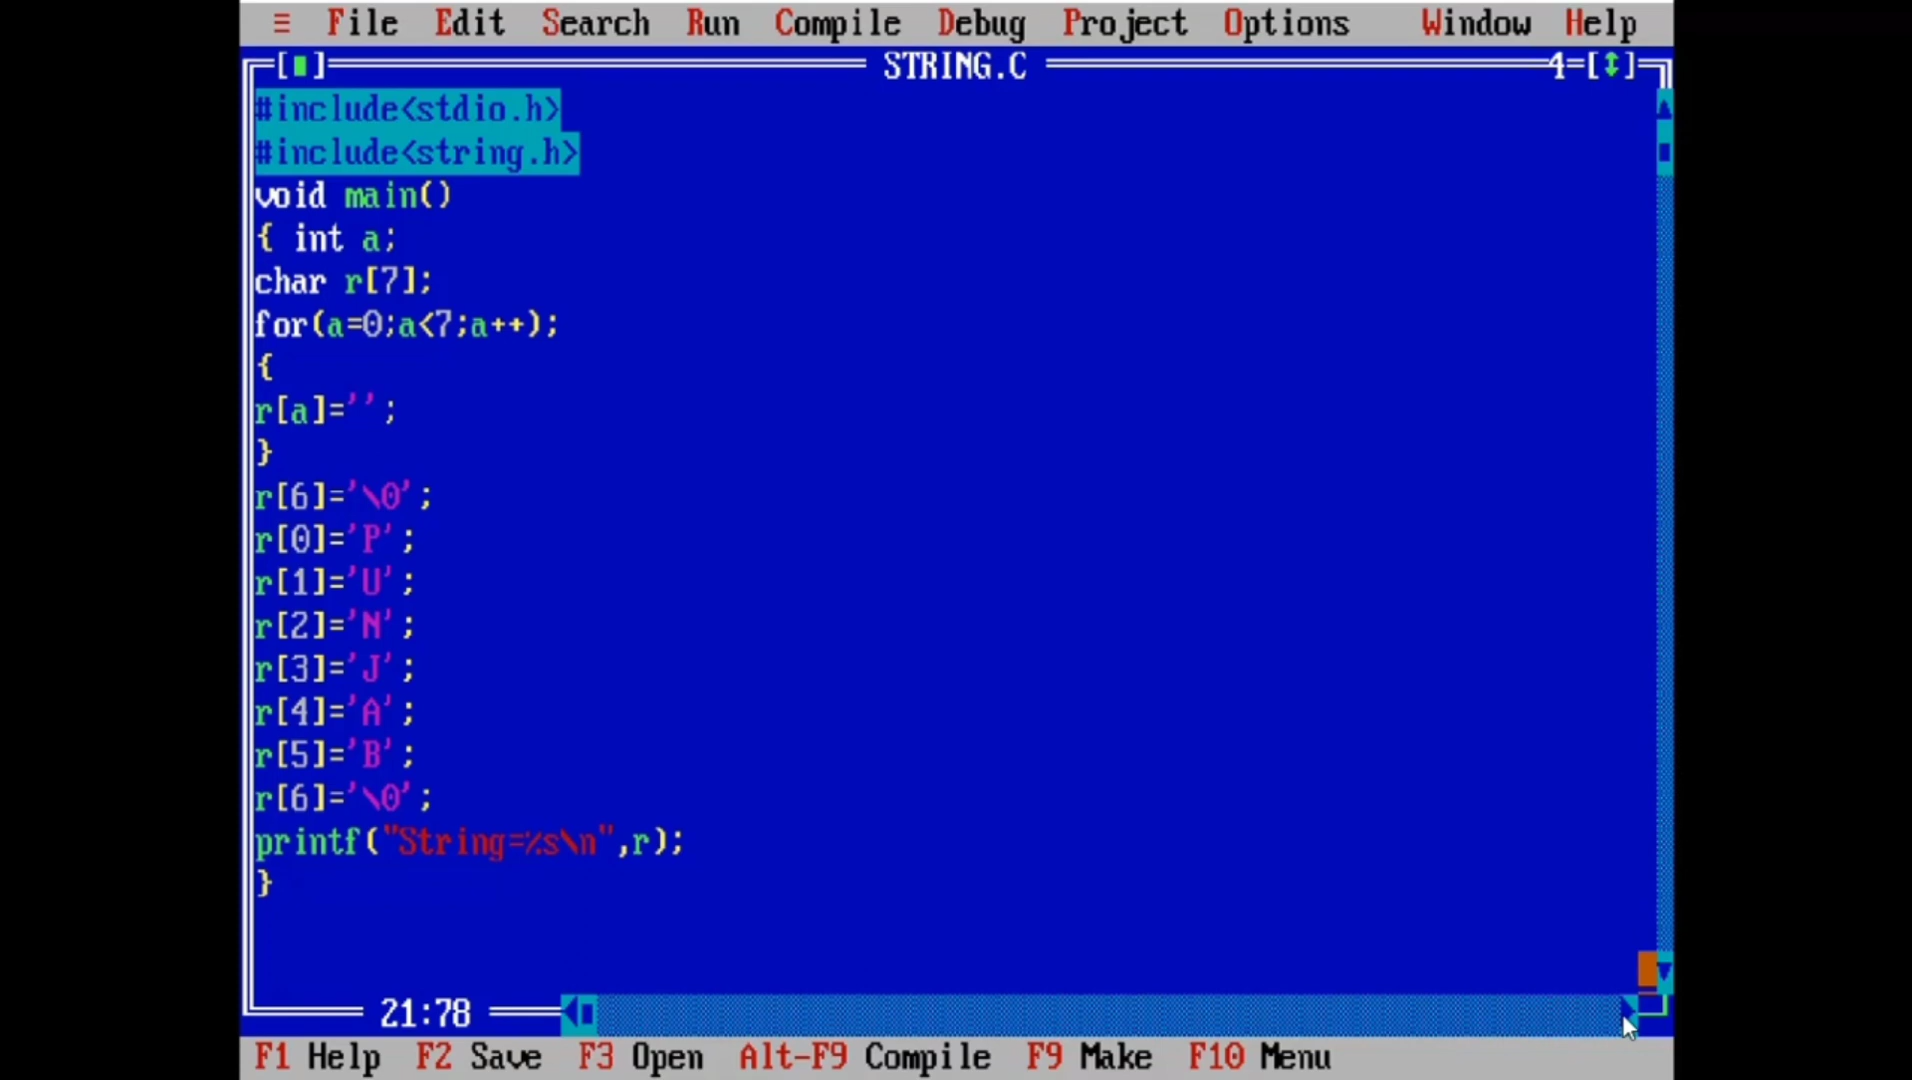 ≡ File Edit Search Run Compile Debug Project Options Window Help
[■] STRING.C 4=[↕]
#include<stdio.h>
#include<string.h>
void main()
{ int a;
char r[7];
for(a=0;a<7;a++);
{
r[a]='';
}
r[6]='\0';
r[0]='P';
r[1]='U';
r[2]='N';
r[3]='J';
r[4]='A';
r[5]='B';
r[6]='\0';
printf("String=%s\n",r);
}
21:78
F1 Help F2 Save F3 Open Alt-F9 Compile F9 Make F10 Menu